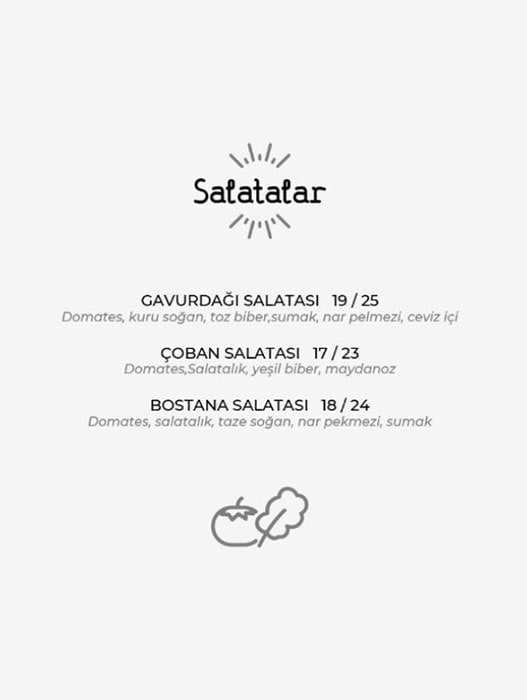 Salatalar
GAVURDAĞI SALATASI 19 / 25
Domates, kuru soğan, toz biber,sumak, nar pelmezi, ceviz içi
ÇOBAN SALATASI 17 / 23
Domates,Salatalık, yeşil biber, maydanoz
BOSTANA SALATASI 18 / 24
Domates, salatalık, taze soğan, nar pekmezi, sumak